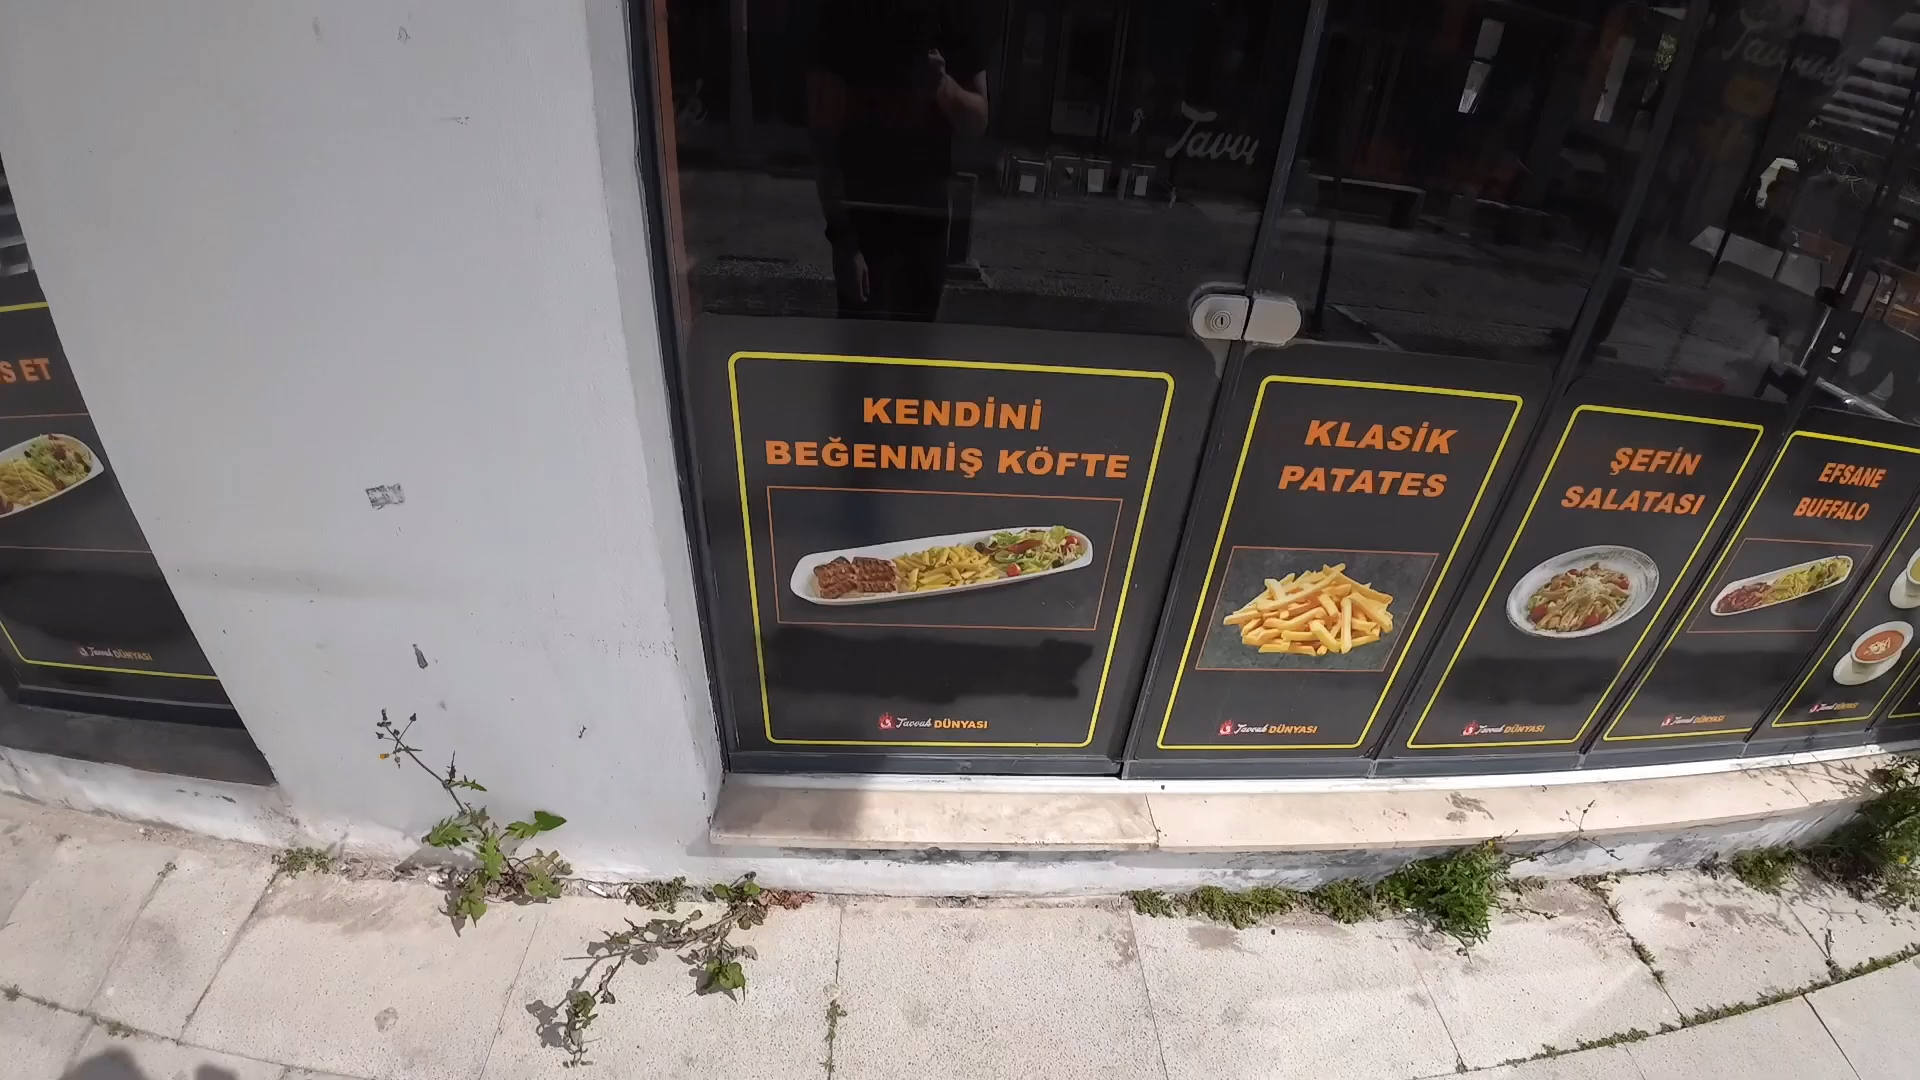 S ET
Tavuk DÜNYASI
Tavu
KENDİNİ
BEĞENMİŞ KÖFTE
Tavuk DÜNYASI
KLASİK
PATATES
Tavuk DÜNYASI
ŞEFİN
SALATASI
Tavuk DÜNYASI
EFSANE
BUFFALO
Tavuk DÜNYASI
Tavuk DÜNYASI